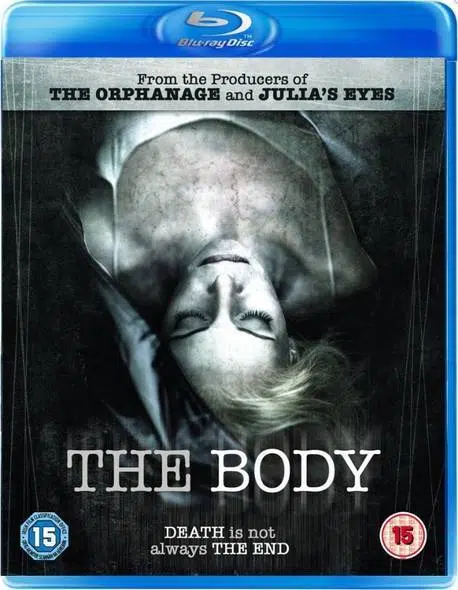 Blu-ray Disc
From the Producers of
THE ORPHANAGE and JULIA'S EYES
THE BODY
DEATH is not
always THE END
15
15